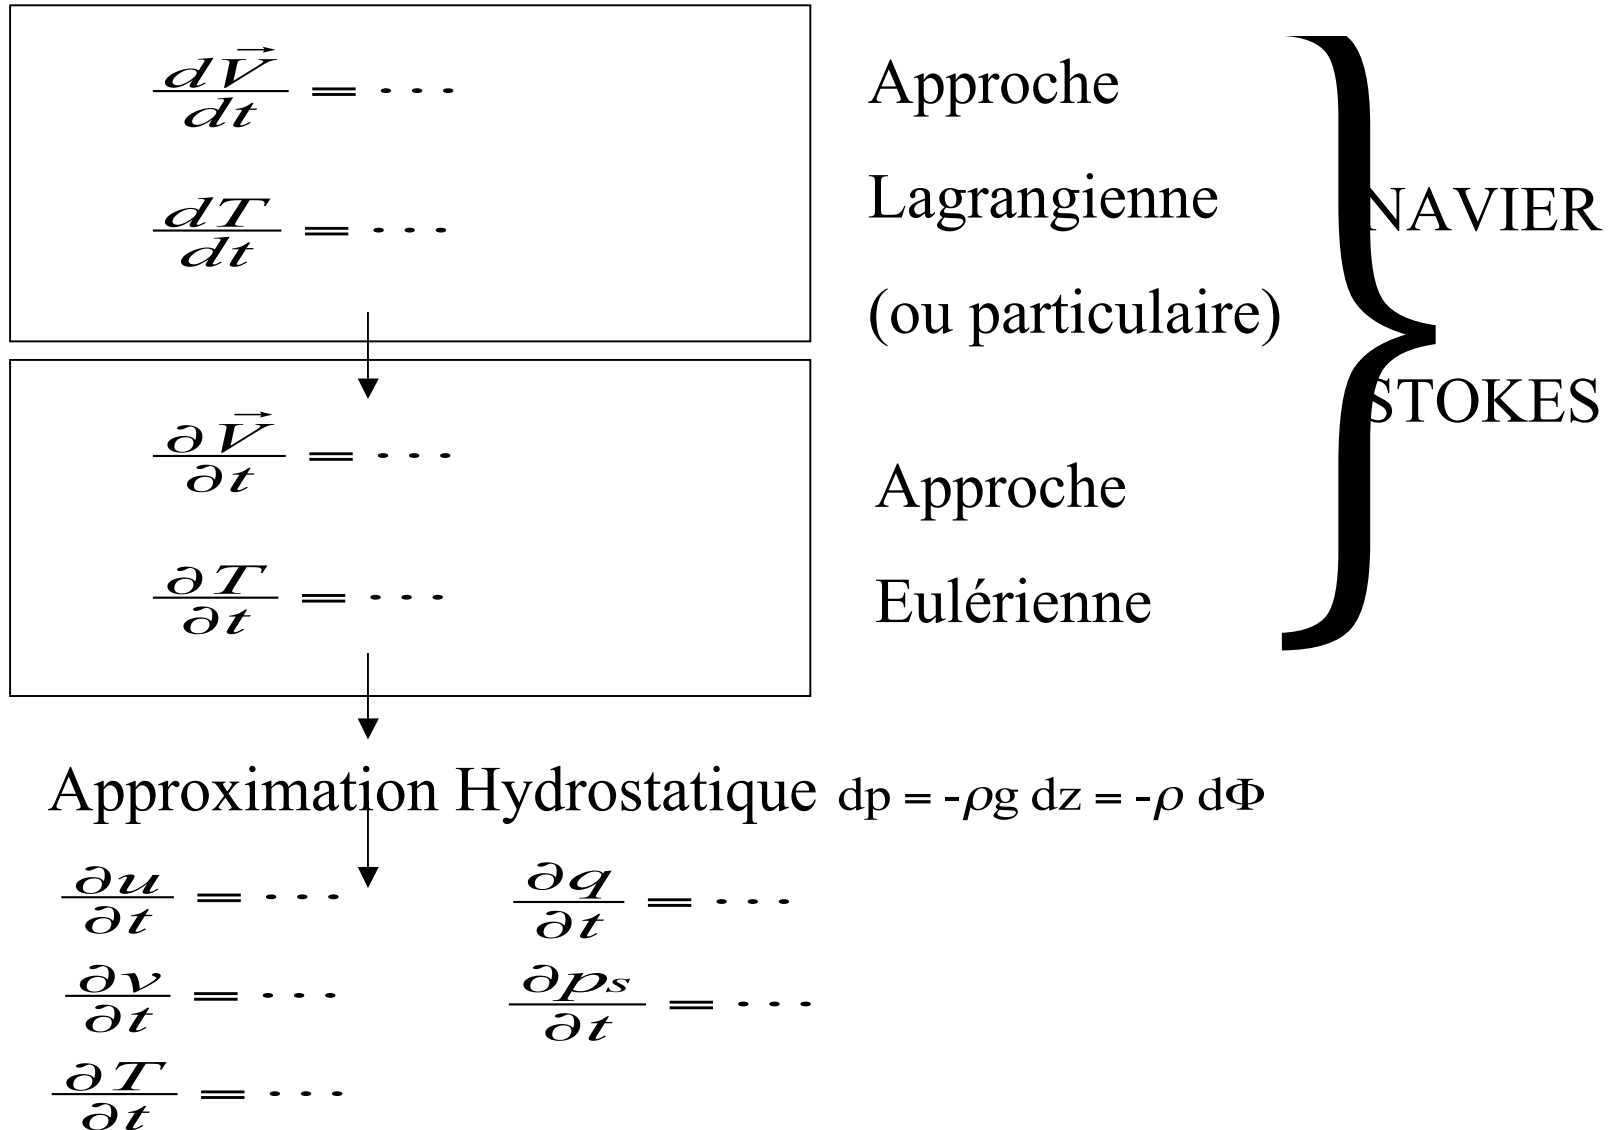 dV⃗/dt = ···
dT/dt = ···
Approche
Lagrangienne
(ou particulaire)
∂V⃗/∂t = ···
∂T/∂t = ···
Approche
Eulérienne
NAVIER
STOKES
Approximation Hydrostatique dp = -ρg dz = -ρ dΦ
∂u/∂t = ···
∂q/∂t = ···
∂v/∂t = ···
∂ps/∂t = ···
∂T/∂t = ···